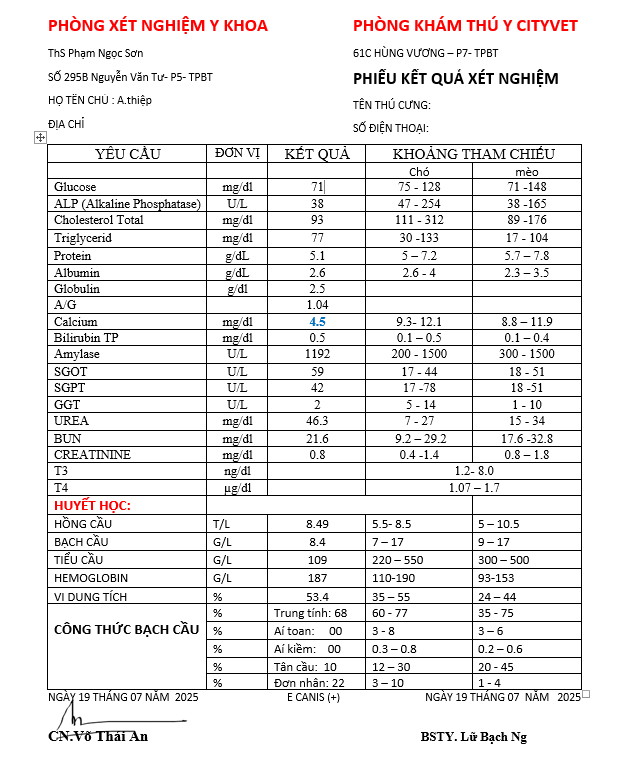 PHÒNG XÉT NGHIỆM Y KHOA
ThS Phạm Ngọc Sơn
SỐ 295B Nguyễn Văn Tư- P5- TPBT
HỌ TÊN CHỦ : A.thiệp
ĐỊA CHỈ
PHÒNG KHÁM THÚ Y CITYVET
61C HÙNG VƯƠNG – P7- TPBT
PHIẾU KẾT QUẢ XÉT NGHIỆM
TÊN THÚ CƯNG:
SỐ ĐIỆN THOẠI:
YÊU CẦU ĐƠN VỊ KẾT QUẢ KHOẢNG THAM CHIẾU
Chó mèo
Glucose mg/dl 71 75 - 128 71 -148
ALP (Alkaline Phosphatase) U/L 38 47 - 254 38 -165
Cholesterol Total mg/dl 93 111 - 312 89 -176
Triglycerid mg/dl 77 30 -133 17 - 104
Protein g/dL 5.1 5 – 7.2 5.7 – 7.8
Albumin g/dL 2.6 2.6 - 4 2.3 – 3.5
Globulin g/dl 2.5
A/G 1.04
Calcium mg/dl 4.5 9.3- 12.1 8.8 – 11.9
Bilirubin TP mg/dl 0.5 0.1 – 0.5 0.1 – 0.4
Amylase U/L 1192 200 - 1500 300 - 1500
SGOT U/L 59 17 - 44 18 - 51
SGPT U/L 42 17 -78 18 -51
GGT U/L 2 5 - 14 1 - 10
UREA mg/dl 46.3 7 - 27 15 - 34
BUN mg/dl 21.6 9.2 – 29.2 17.6 -32.8
CREATININE mg/dl 0.8 0.4 -1.4 0.8 – 1.8
T3 ng/dl 1.2- 8.0
T4 µg/dl 1.07 – 1.7
HUYẾT HỌC:
HỒNG CẦU T/L 8.49 5.5- 8.5 5 – 10.5
BẠCH CẦU G/L 8.4 7 – 17 9 – 17
TIỂU CẦU G/L 109 220 – 550 300 – 500
HEMOGLOBIN G/L 187 110-190 93-153
VI DUNG TÍCH % 53.4 35 – 55 24 – 44
CÔNG THỨC BẠCH CẦU % Trung tính: 68 60 - 77 35 - 75
% Aí toan: 00 3 - 8 3 – 6
% Aí kiềm: 00 0.3 – 0.8 0.2 – 0.6
% Tân cầu: 10 12 – 30 20 - 45
% Đơn nhân: 22 3 – 10 1 - 4
NGÀY 19 THÁNG 07 NĂM 2025 E CANIS (+) NGÀY 19 THÁNG 07 NĂM 2025
CN.Võ Thái An BSTY. Lữ Bạch Ng